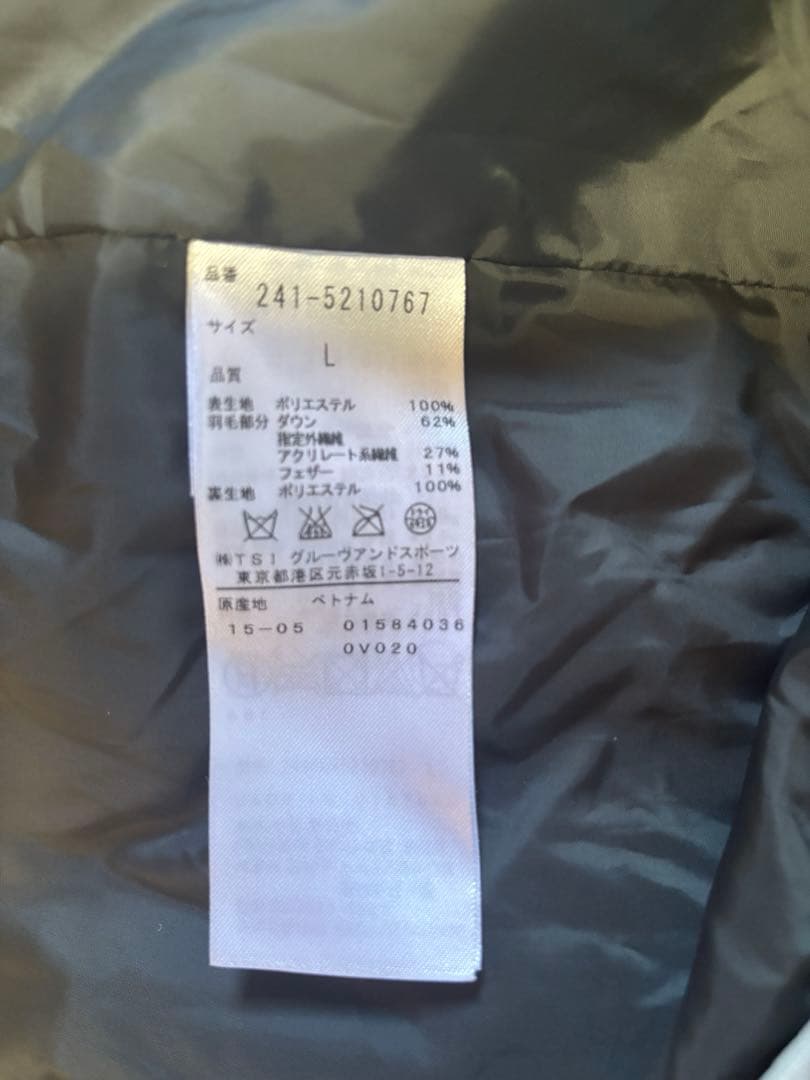 品番
241-5210767
サイズ
L
品質
表生地 ポリエステル 100%
羽毛部分 ダウン 62%
指定外繊維
アクリレート系繊維 27%
フェザー 11%
裏生地 ポリエステル 100%
㈱TSI グルーヴアンドスポーツ
東京都港区元赤坂1-5-12
原産地 ベトナム
15-05 01584036
0V020